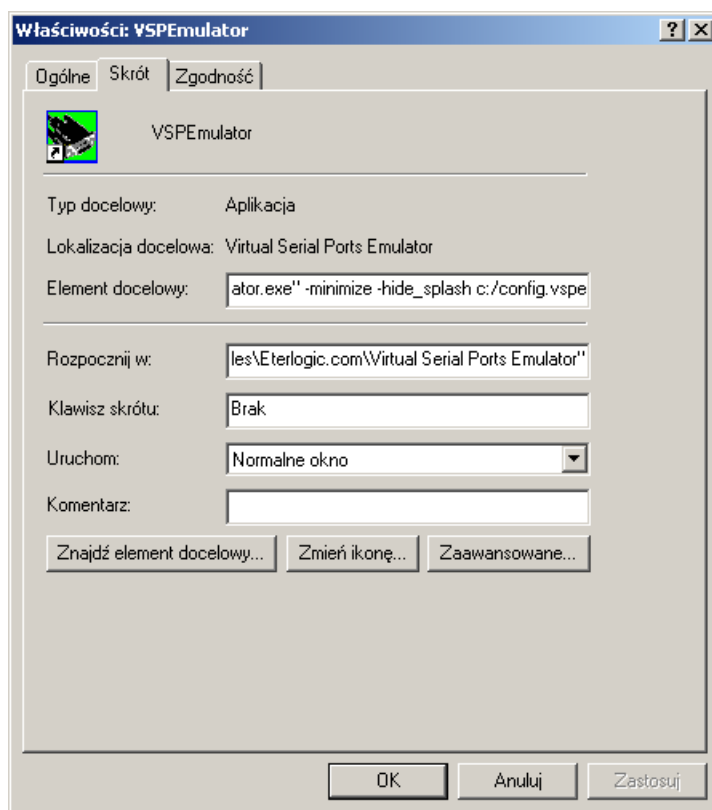 Właściwości: VSPEmulator
Ogólne Skrót Zgodność
VSPEmulator
Typ docelowy: Aplikacja
Lokalizacja docelowa: Virtual Serial Ports Emulator
Element docelowy: ator.exe" -minimize -hide_splash c:/config.vspe
Rozpocznij w: les\Eterlogic.com\Virtual Serial Ports Emulator"
Klawisz skrótu: Brak
Uruchom: Normalne okno
Komentarz:
Znajdź element docelowy... Zmień ikonę... Zaawansowane...
OK Anuluj Zastosuj